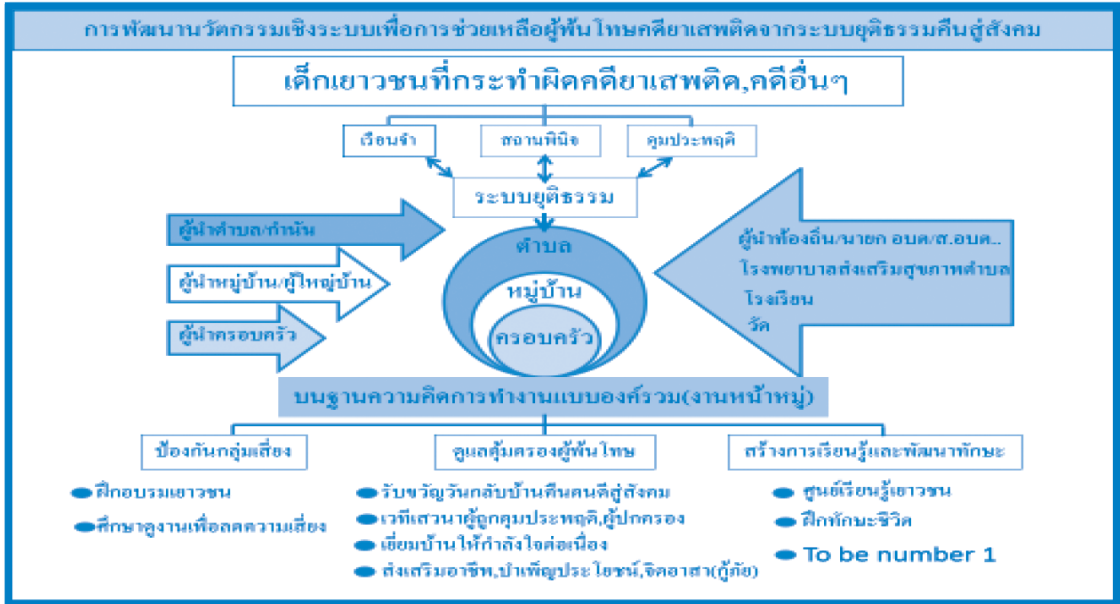 การพัฒนานวัตกรรมเชิงระบบเพื่อการช่วยเหลือผู้พ้นโทษคดียาเสพติดจากระบบยุติธรรมคืนสู่สังคม
เด็กเยาวชนที่กระทำผิดคดียาเสพติด,คดีอื่นๆ
เรือนจำ
สถานพินิจ
คุมประพฤติ
ระบบยุติธรรม
ผู้นำตำบล/กำนัน
ผู้นำหมู่บ้าน/ผู้ใหญ่บ้าน
ผู้นำครอบครัว
ตำบล
หมู่บ้าน
ครอบครัว
ผู้นำท้องถิ่น/นายก อบต/ส.อบต..
โรงพยาบาลส่งเสริมสุขภาพตำบล
โรงเรียน
วัด
บนฐานความคิดการทำงานแบบองค์รวม(งานหน้าหมู่)
ป้องกันกลุ่มเสี่ยง
ฝึกอบรมเยาวชน
ศึกษาดูงานเพื่อลดความเสี่ยง
ดูแลคุ้มครองผู้พ้นโทษ
รับขวัญวันกลับบ้านคืนคนดีสู่สังคม
เวทีเสวนาผู้ถูกคุมประพฤติ,ผู้ปกครอง
เยี่ยมบ้านให้กำลังใจต่อเนื่อง
ส่งเสริมอาชีพ,บำเพ็ญประโยชน์,จิตอาสา(กู้ภัย)
สร้างการเรียนรู้และพัฒนาทักษะ
ศูนย์เรียนรู้เยาวชน
ฝึกทักษะชีวิต
To be number 1